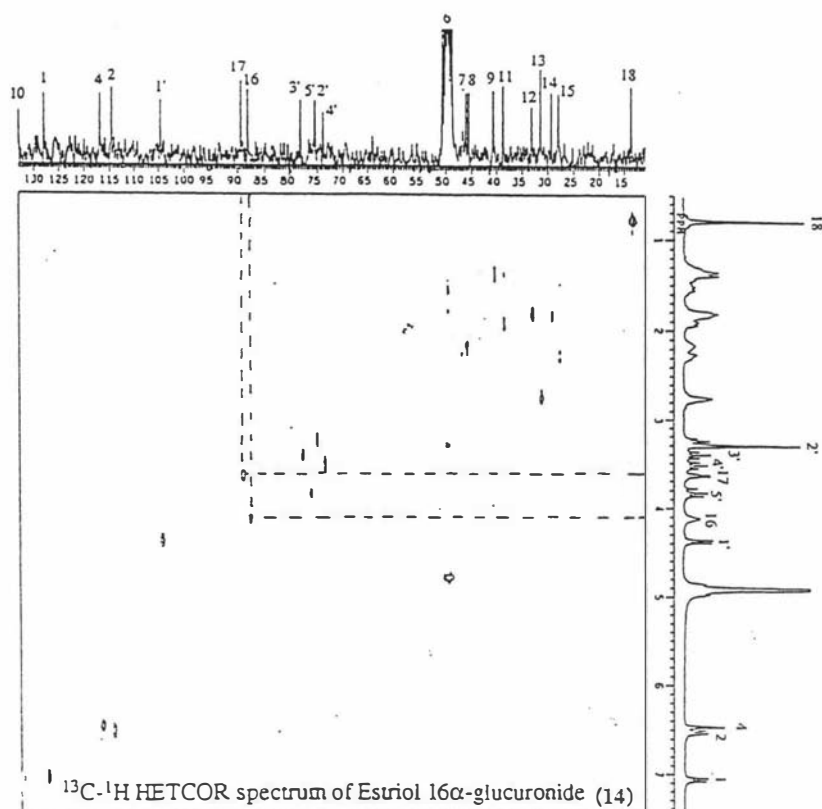 6
10 1 4 2 1' 17 16 3' 5' 2' 4' 7 8 9 11 12 13 14 15 18
130 125 120 115 110 105 100 95 90 88 85 80 75 70 65 60 55 50 45 40 35 30 25 20 15
PPM
1 2 3 4 5 6 7
18
2'
3'
4'
17
5'
16
1'
4
2
1
¹³C-¹H HETCOR spectrum of Estriol 16α-glucuronide (14)